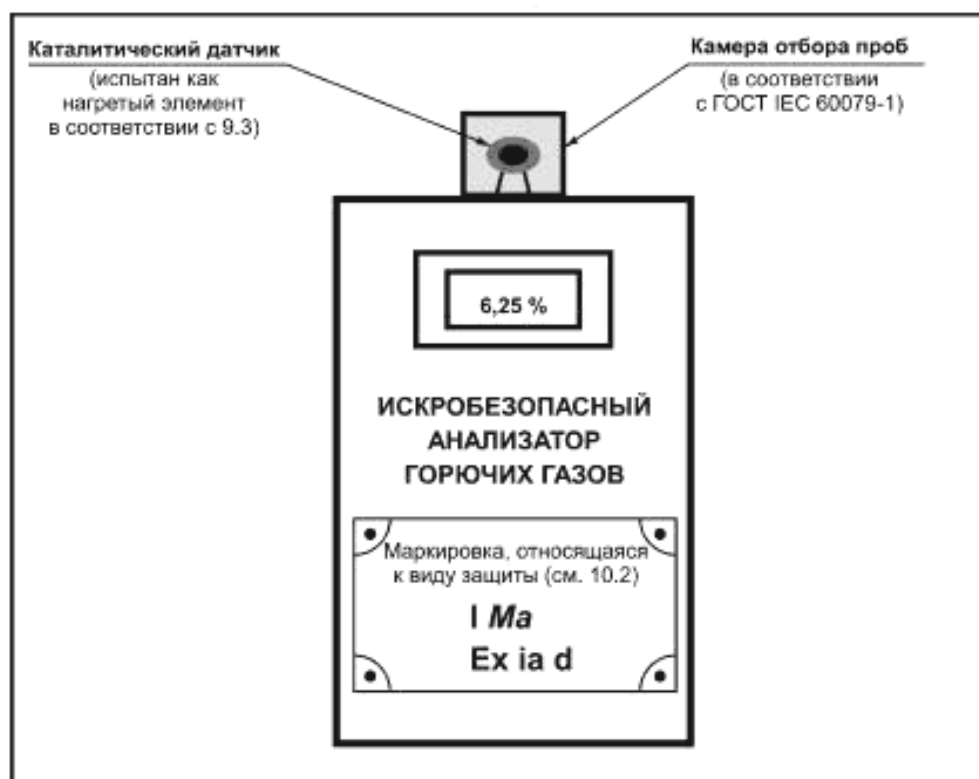 Каталитический датчик
(испытан как
нагретый элемент
в соответствии с 9.3)
Камера отбора проб
(в соответствии
с ГОСТ IEC 60079-1)
6,25 %
ИСКРОБЕЗОПАСНЫЙ
АНАЛИЗАТОР
ГОРЮЧИХ ГАЗОВ
Маркировка, относящаяся
к виду защиты (см. 10.2)
I Ma
Ex ia d